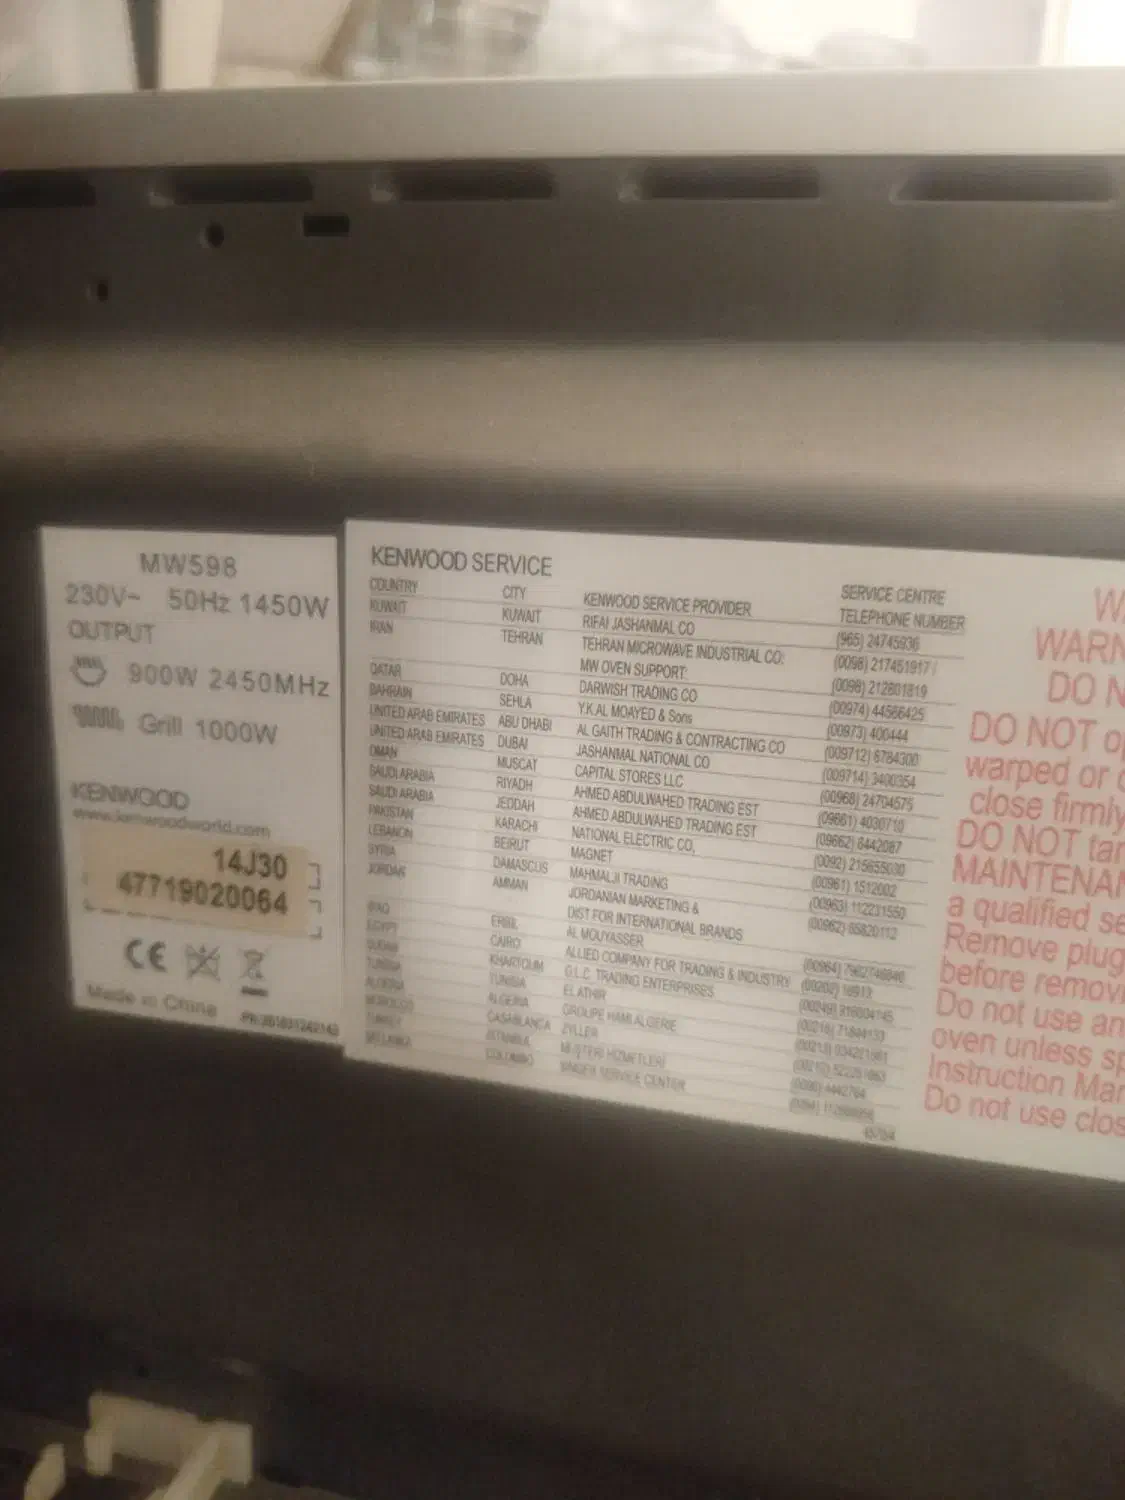 MW598
230V~ 50Hz 1450W
OUTPUT
900W 2450MHz
Grill 1000W
KENWOOD
www.kenwoodworld.com
14J30
47719020064
CE
Made in China
KENWOOD SERVICE
COUNTRY CITY KENWOOD SERVICE PROVIDER SERVICE CENTRE TELEPHONE NUMBER
KUWAIT KUWAIT RIFAI JASHANMAL CO (965) 24745936
IRAN TEHRAN TEHRAN MICROWAVE INDUSTRIAL CO: (0098) 217451917
MW OVEN SUPPORT: (0098) 212801819
QATAR DOHA DARWISH TRADING CO (00974) 44566425
BAHRAIN SEHLA Y.K.AL MOAYED & Sons (00973) 400444
UNITED ARAB EMIRATES ABU DHABI AL GAITH TRADING & CONTRACTING CO (009712) 6784300
UNITED ARAB EMIRATES DUBAI JASHANMAL NATIONAL CO (009714) 3400354
OMAN MUSCAT CAPITAL STORES LLC (00968) 24704575
SAUDI ARABIA RIYADH AHMED ABDULWAHED TRADING EST (09661) 4030710
SAUDI ARABIA JEDDAH AHMED ABDULWAHED TRADING EST (09662) 6442087
PAKISTAN KARACHI NATIONAL ELECTRIC CO, (0092) 215655030
LEBANON BEIRUT MAGNET (00961) 1512002
SYRIA DAMASCUS MAHMALJI TRADING (00963) 112231550
JORDAN AMMAN JORDANIAN MARKETING & (00962) 65820112
DIST FOR INTERNATIONAL BRANDS
IRAQ ERBIL AL MOUYASSER
EGYPT CAIRO ALLIED COMPANY FOR TRADING & INDUSTRY
SUDAN KHARTOUM G.L.C. TRADING ENTERPRISES
TUNISIA TUNISIA EL ATHIR
ALGERIA ALGERIA GROUPE HAMI ALGERIE
MOROCCO CASABLANCA ZYLLER
TURKEY ISTANBUL MUSTERI HIZMETLERI
SRI LANKA COLOMBO SINGER SERVICE CENTER
WARN
DO N
DO NOT op
warped or
close firmly
DO NOT tar
MAINTENAN
a qualified se
Remove plug
before removi
Do not use an
oven unless sp
Instruction Man
Do not use clos